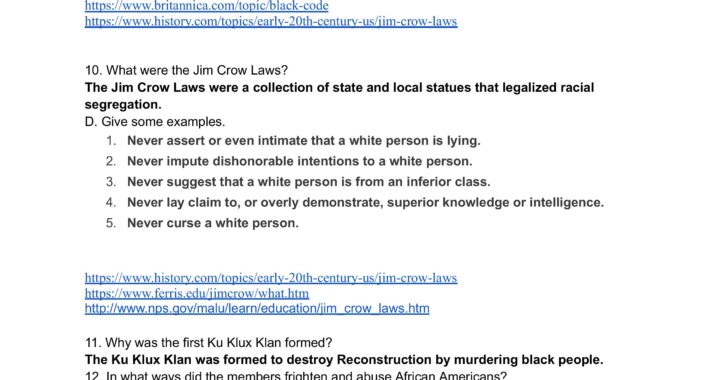 https://www.britannica.com/topic/black-code
https://www.history.com/topics/early-20th-century-us/jim-crow-laws
10. What were the Jim Crow Laws?
The Jim Crow Laws were a collection of state and local statues that legalized racial
segregation.
D. Give some examples.
1. Never assert or even intimate that a white person is lying.
2. Never impute dishonorable intentions to a white person.
3. Never suggest that a white person is from an inferior class.
4. Never lay claim to, or overly demonstrate, superior knowledge or intelligence.
5. Never curse a white person.
https://www.history.com/topics/early-20th-century-us/jim-crow-laws
https://www.ferris.edu/jimcrow/what.htm
http://www.nps.gov/malu/learn/education/jim_crow_laws.htm
11. Why was the first Ku Klux Klan formed?
The Ku Klux Klan was formed to destroy Reconstruction by murdering black people.
12. In what ways did the members frighten and abuse African Americans?